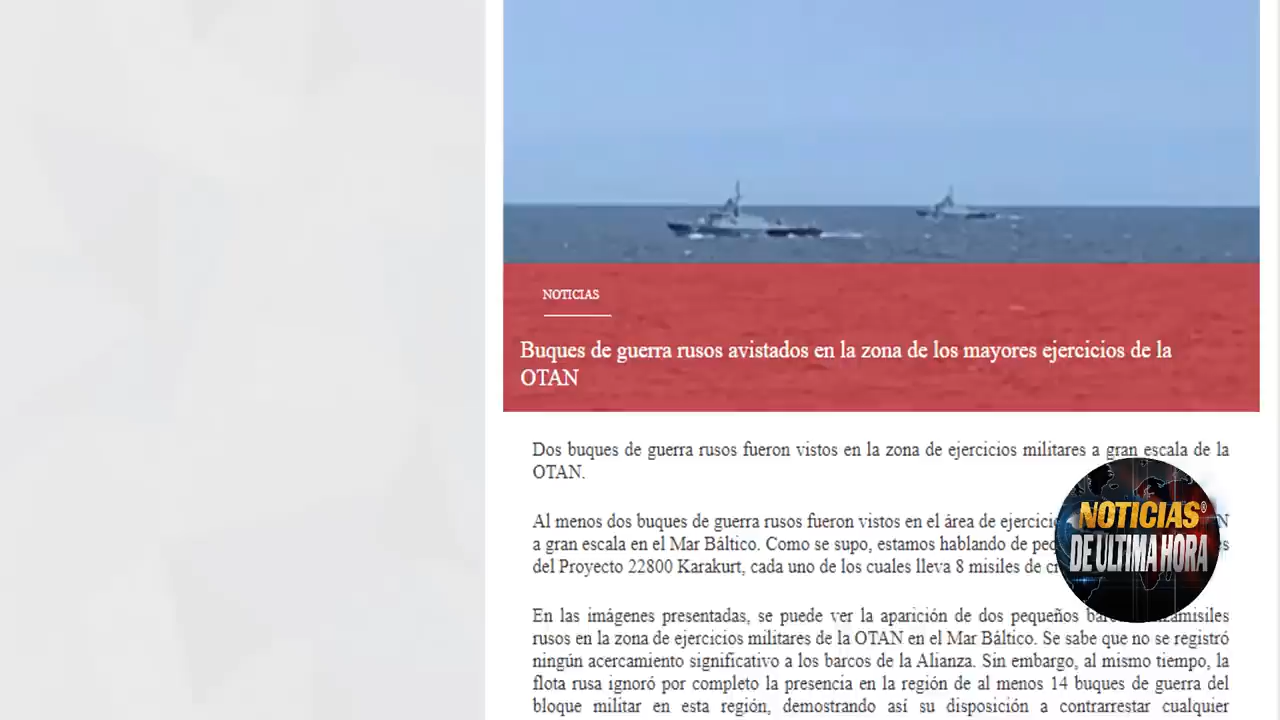 NOTICIAS
Buques de guerra rusos avistados en la zona de los mayores ejercicios de la
OTAN
Dos buques de guerra rusos fueron vistos en la zona de ejercicios militares a gran escala de la
OTAN.
Al menos dos buques de guerra rusos fueron vistos en el área de
a gran escala en el Mar Báltico. Como se supo, estamos hablando de
del Proyecto 22800 Karakurt, cada uno de los cuales lleva 8 misiles de
En las imágenes presentadas, se puede ver la aparición de dos pequeños
rusos en la zona de ejercicios militares de la OTAN en el Mar Báltico. Se sabe que no se registró
ningún acercamiento significativo a los barcos de la Alianza. Sin embargo, al mismo tiempo, la
flota rusa ignoró por completo la presencia en la región de al menos 14 buques de guerra del
bloque militar en esta región, demostrando así su disposición a contrarrestar cualquier
NOTICIAS®
DE ULTIMA HORA